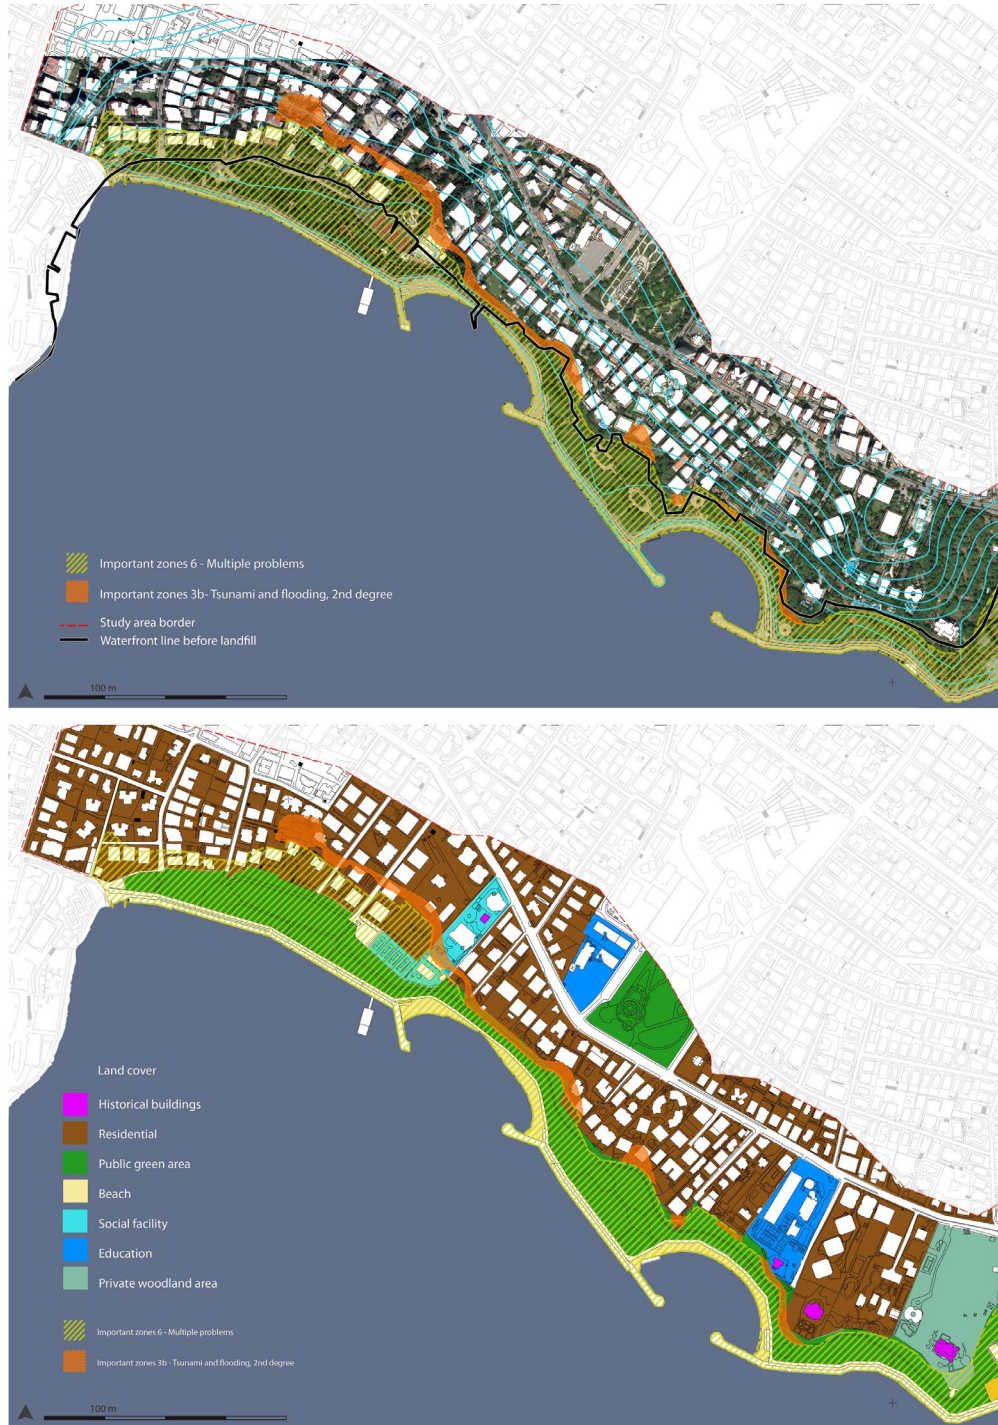 Important zones 6 - Multiple problems
Important zones 3b- Tsunami and flooding, 2nd degree
Study area border
Waterfront line before landfill
100 m
Land cover
Historical buildings
Residential
Public green area
Beach
Social facility
Education
Private woodland area
Important zones 6 - Multiple problems
Important zones 3b - Tsunami and flooding, 2nd degree
100 m